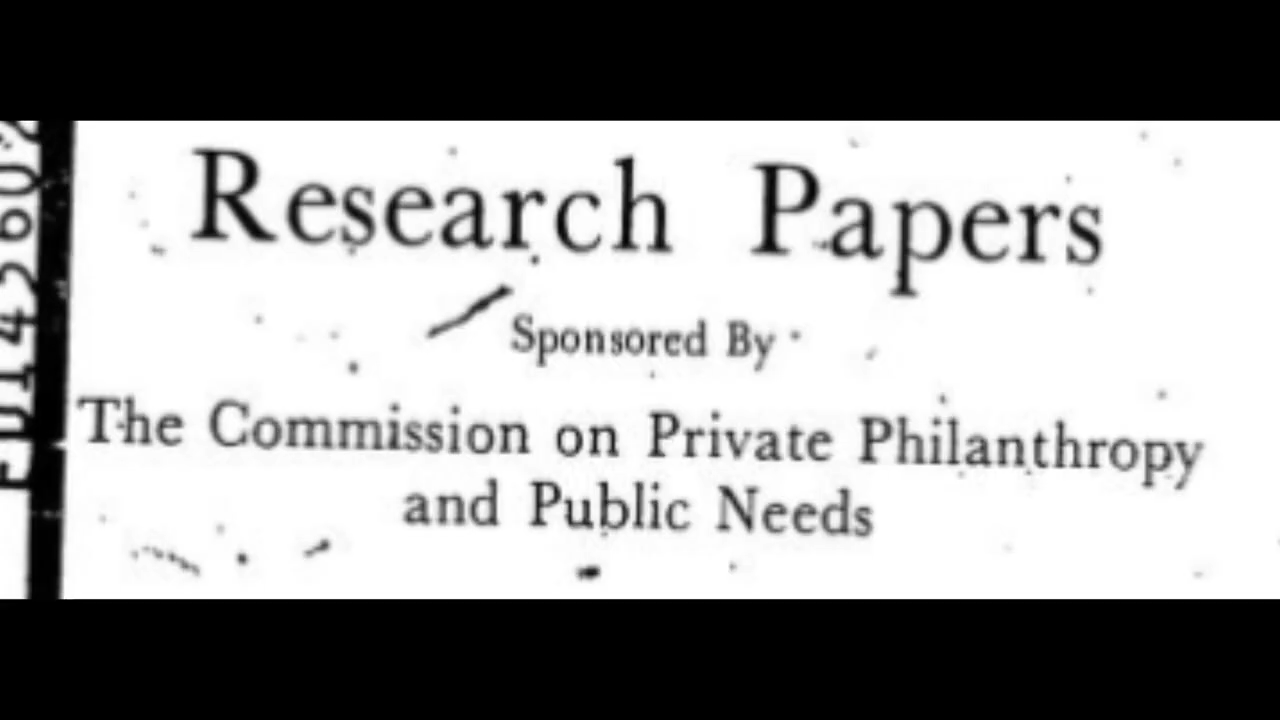 Research Papers
Sponsored By
The Commission on Private Philanthropy
and Public Needs